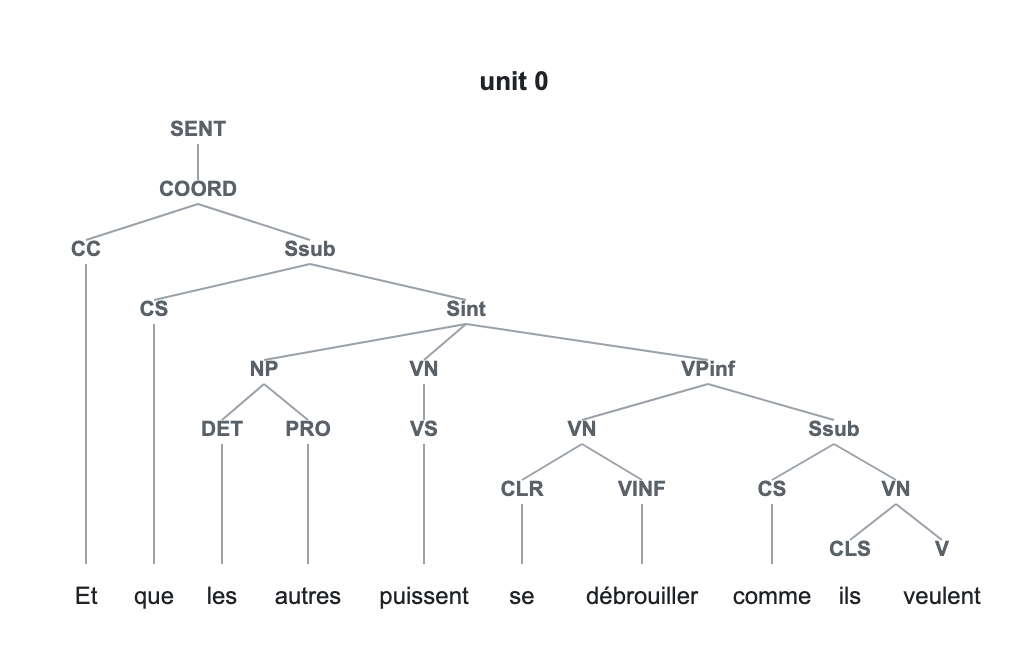 unit 0
SENT
COORD
CC Ssub
CS Sint
NP VN VPinf
DET PRO VS VN Ssub
CLR VINF CS VN
CLS V
Et que les autres puissent se débrouiller comme ils veulent